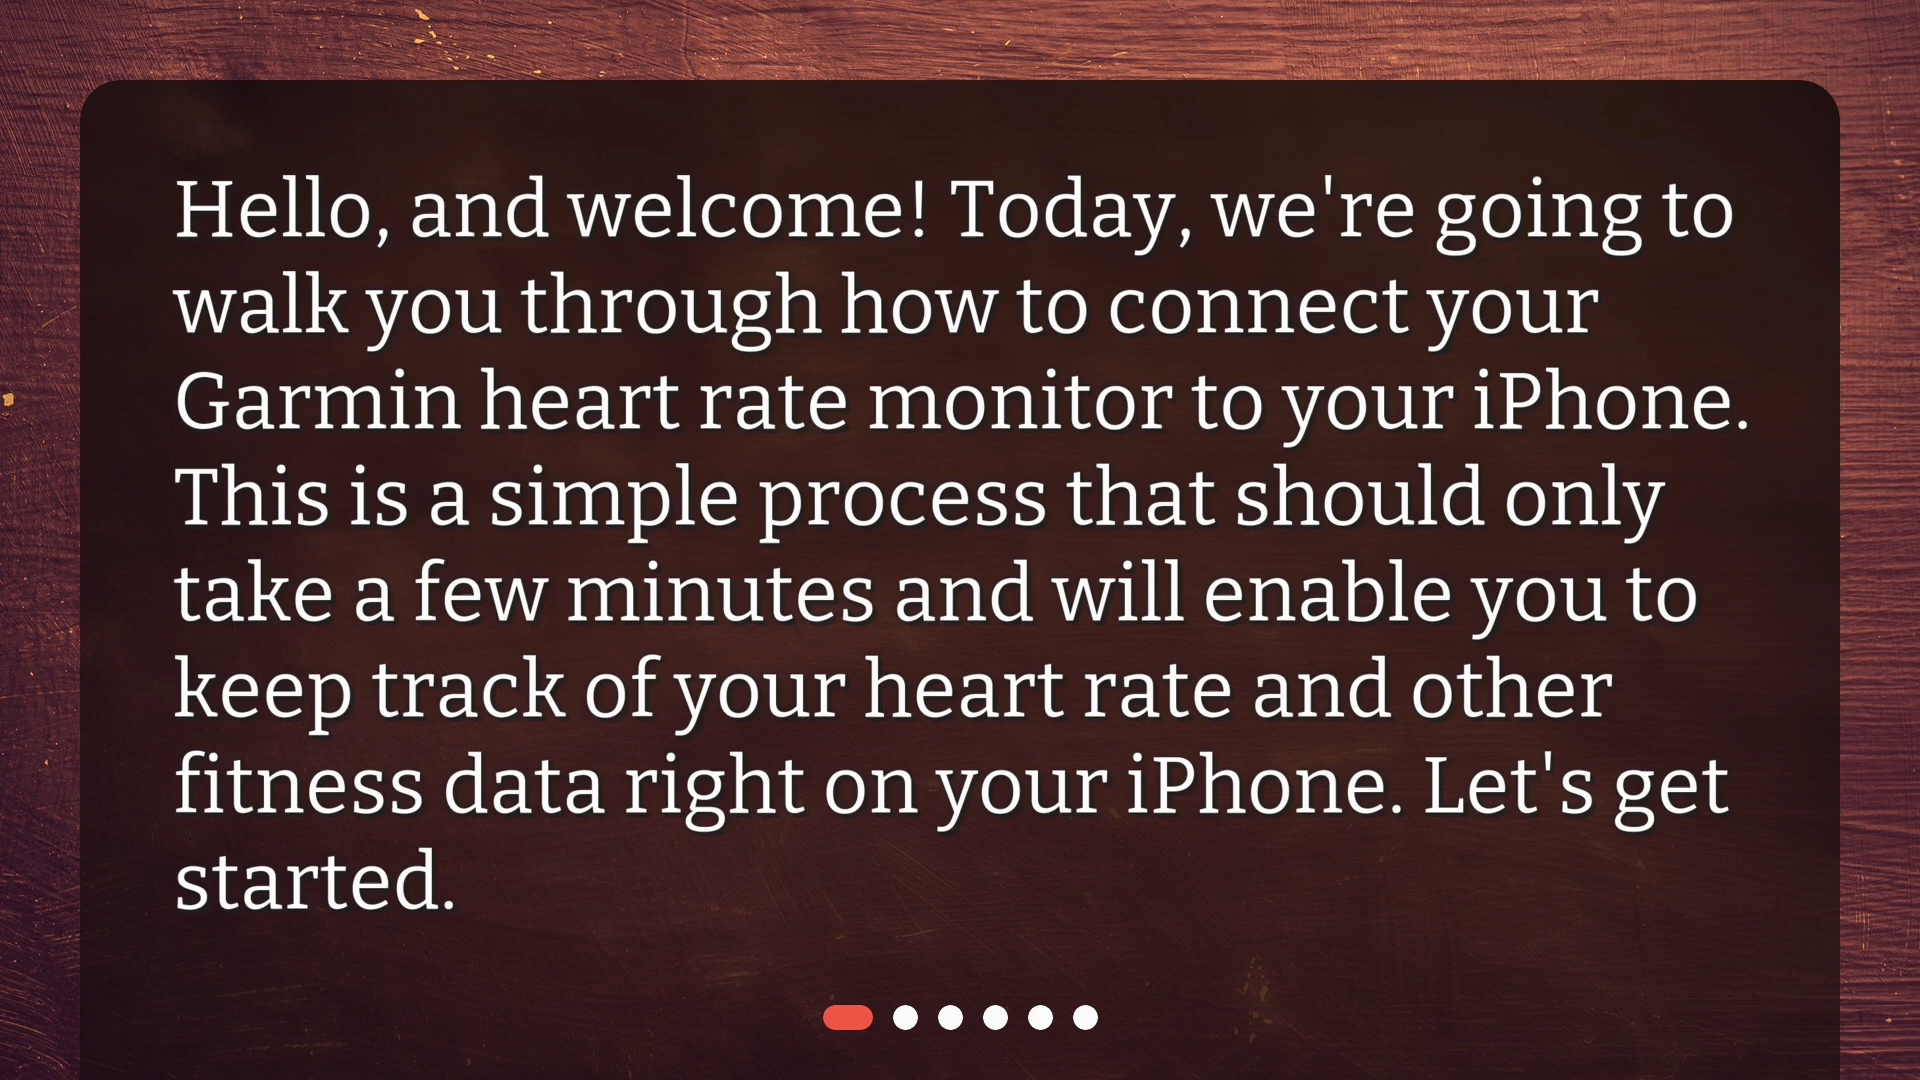 Hello, and welcome! Today, we're going to
walk you through how to connect your
Garmin heart rate monitor to your iPhone.
This is a simple process that should only
take a few minutes and will enable you to
keep track of your heart rate and other
fitness data right on your iPhone. Let's get
started.